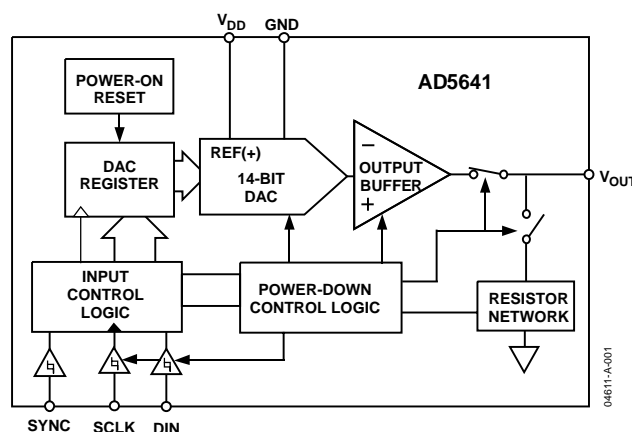 VDD GND
AD5641
POWER-ON
RESET
DAC
REGISTER
REF(+)
14-BIT
DAC
–
OUTPUT
BUFFER
+
VOUT
INPUT
CONTROL
LOGIC
POWER-DOWN
CONTROL LOGIC
RESISTOR
NETWORK
SYNC SCLK DIN
04611-A-001